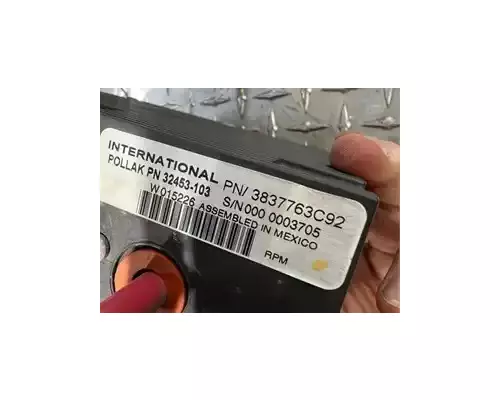 INTERNATIONAL PN/ 3837763C92
POLLAK PN 32453-103 S/N 000 0003705
W 015226 ASSEMBLED IN MEXICO
RPM